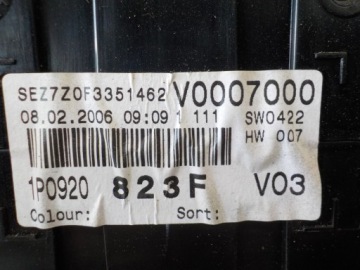 SEZ7Z0F3351462 V0007000
08.02.2006 09:09 1 111 SW0422
HW 007
1P0920 823F V03
Colour: Sort: